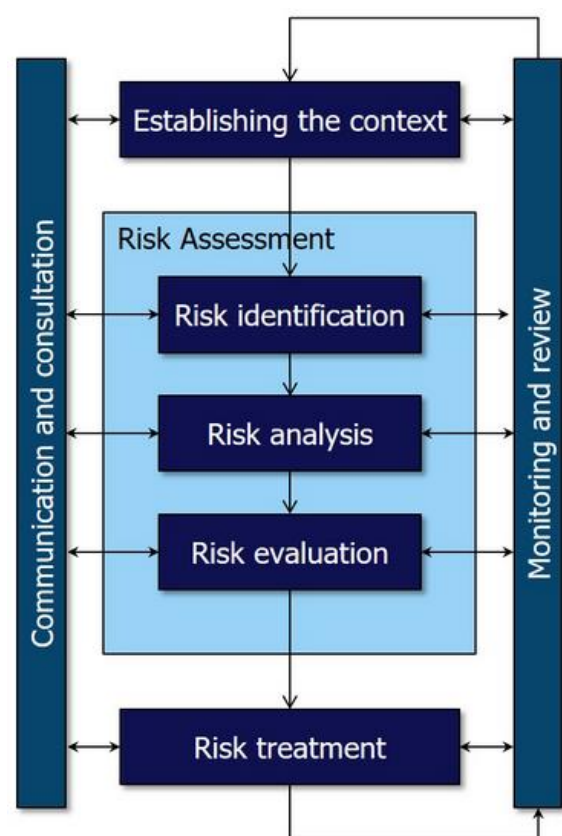 Establishing the context
Risk Assessment
Risk identification
Risk analysis
Risk evaluation
Risk treatment
Communication and consultation
Monitoring and review